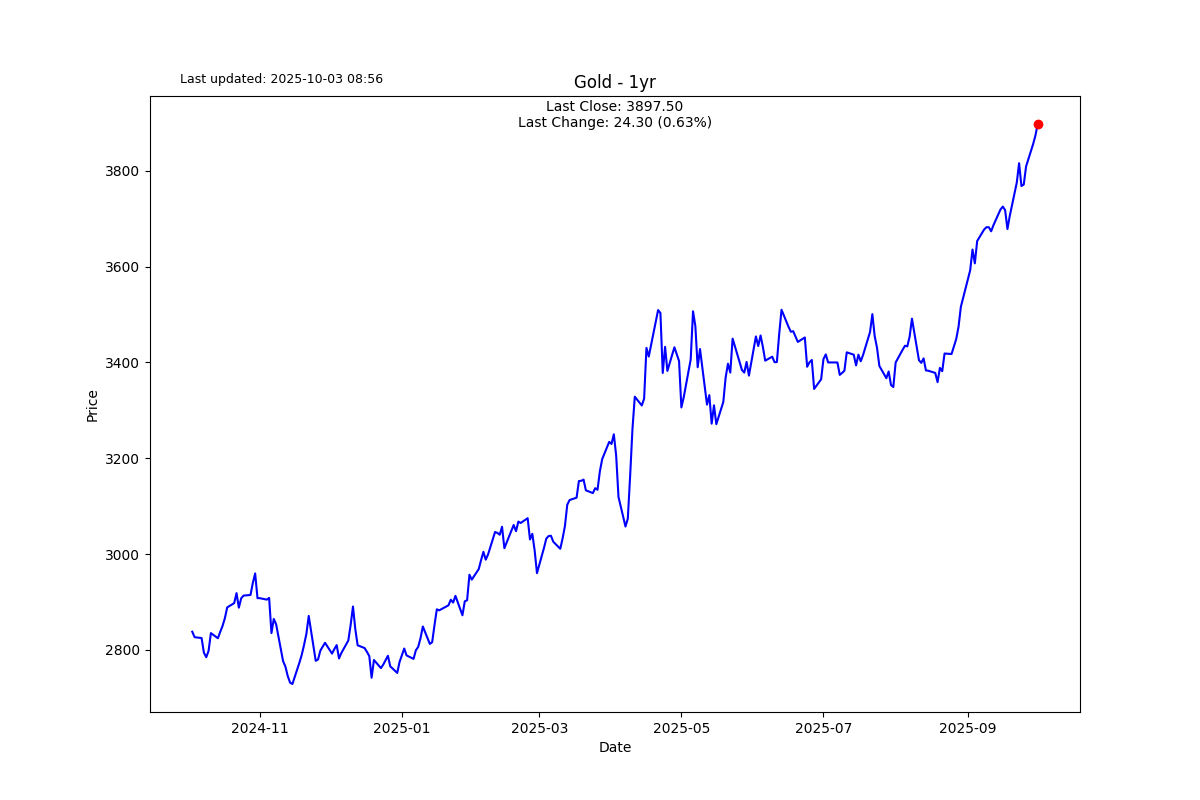 Last updated: 2025-10-03 08:56
Gold - 1yr
Last Close: 3897.50
Last Change: 24.30 (0.63%)
3800
3600
3400
3200
3000
2800
Price
2024-11
2025-01
2025-03
2025-05
2025-07
2025-09
Date